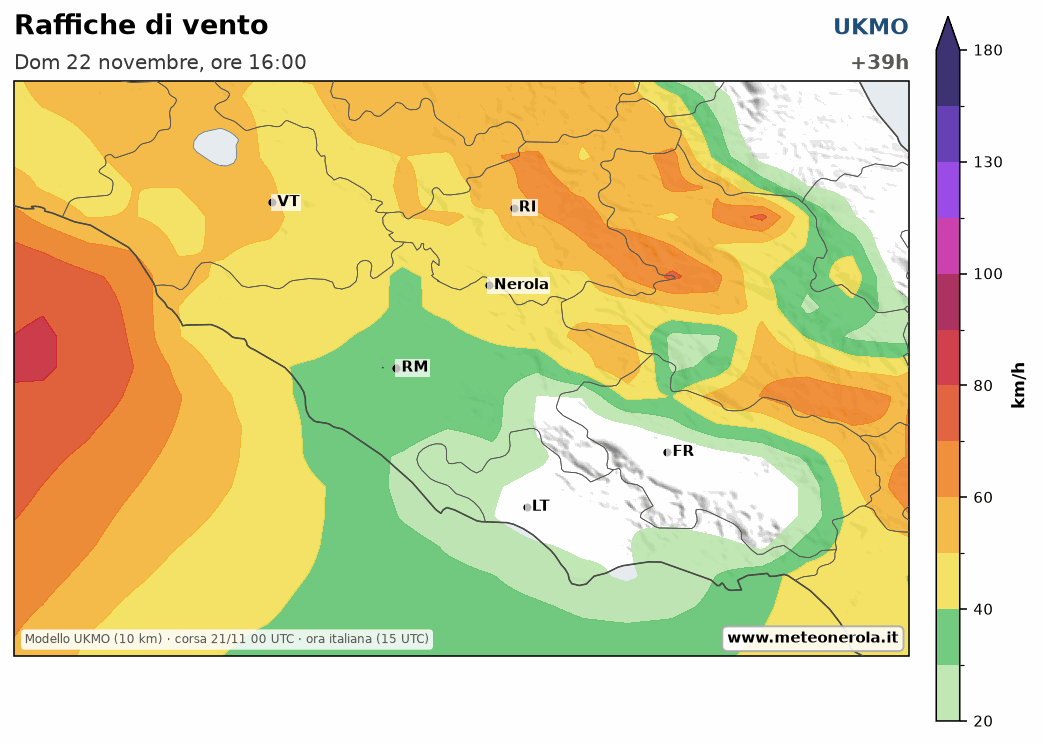 Raffiche di vento
UKMO
Dom 22 novembre, ore 16:00
+39h
180
130
100
80
60
40
20
km/h
VT
RI
Nerola
RM
FR
LT
Modello UKMO (10 km) · corsa 21/11 00 UTC · ora italiana (15 UTC)
www.meteonerola.it